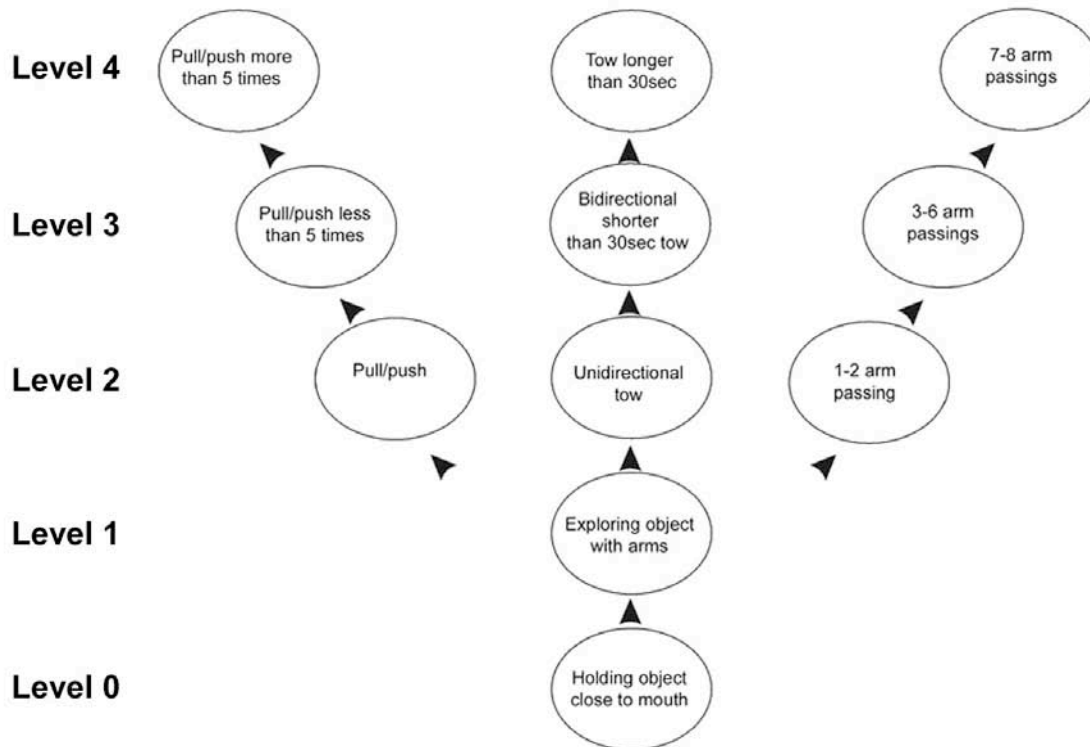 Level 4
Pull/push more
than 5 times
Tow longer
than 30sec
7-8 arm
passings
Level 3
Pull/push less
than 5 times
Bidirectional
shorter
than 30sec tow
3-6 arm
passings
Level 2
Pull/push
Unidirectional
tow
1-2 arm
passing
Level 1
Exploring object
with arms
Level 0
Holding object
close to mouth